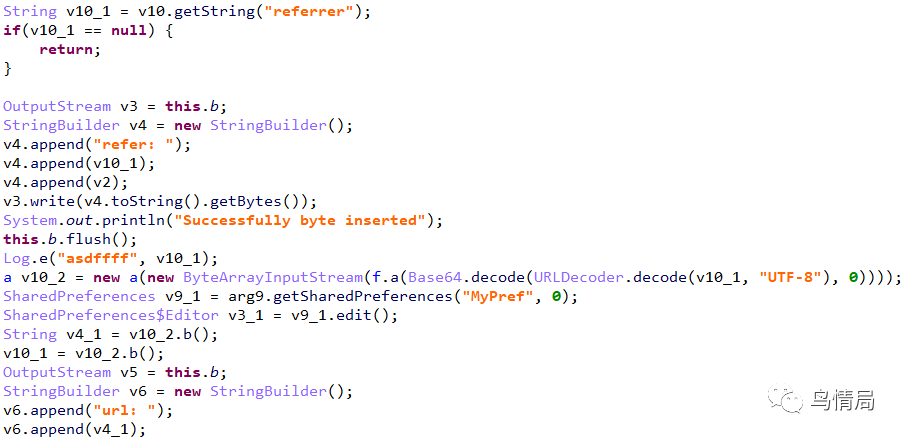 String v10_1 = v10.getString("referrer");
if(v10_1 == null) {
    return;
}

OutputStream v3 = this.b;
StringBuilder v4 = new StringBuilder();
v4.append("refer: ");
v4.append(v10_1);
v4.append(v2);
v3.write(v4.toString().getBytes());
System.out.println("Successfully byte inserted");
this.b.flush();
Log.e("asdffff", v10_1);
a v10_2 = new a(new ByteArrayInputStream(f.a(Base64.decode(URLDecoder.decode(v10_1, "UTF-8"), 0))));
SharedPreferences v9_1 = arg9.getSharedPreferences("MyPref", 0);
SharedPreferences$Editor v3_1 = v9_1.edit();
String v4_1 = v10_2.b();
v10_1 = v10_2.b();
OutputStream v5 = this.b;
StringBuilder v6 = new StringBuilder();
v6.append("url: ");
v6.append(v4_1);
鸟情局